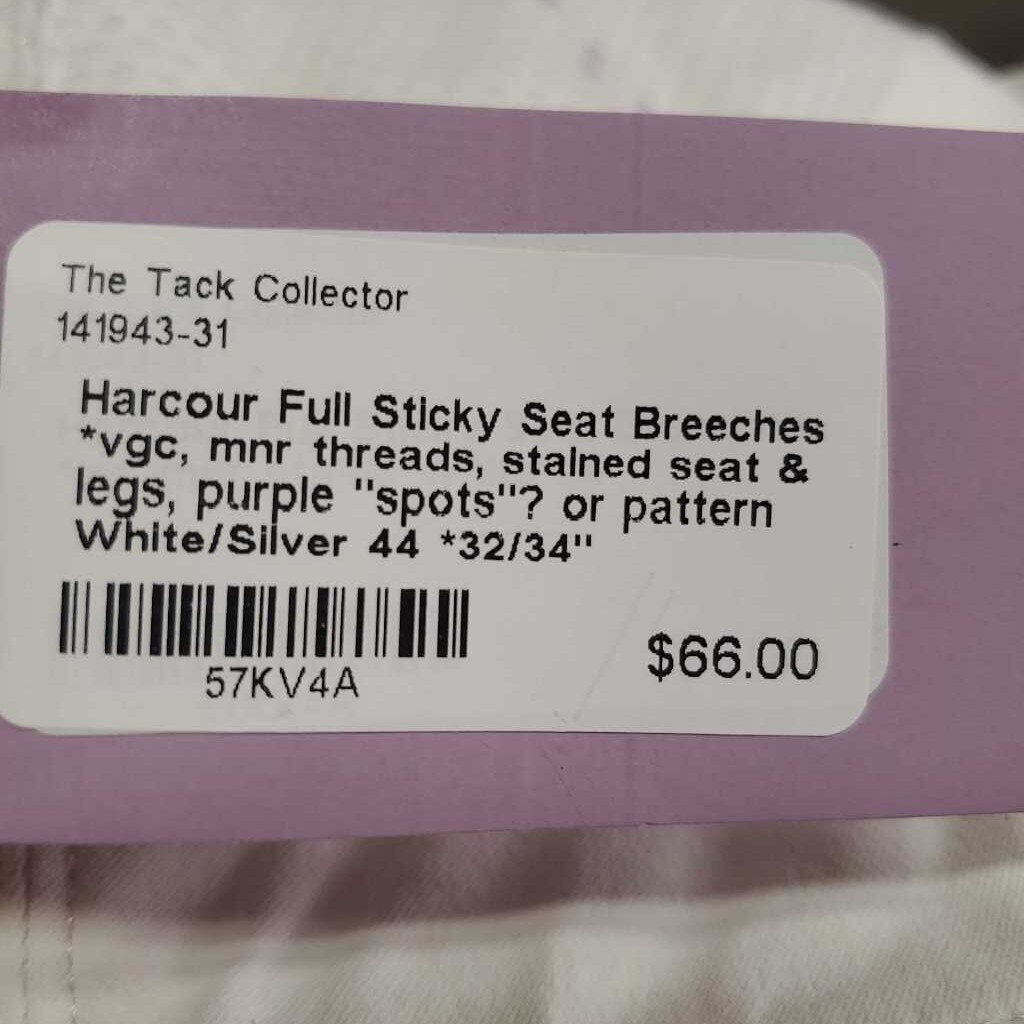 The Tack Collector
141943-31
Harcour Full Sticky Seat Breeches
*vgc, mnr threads, stained seat &
legs, purple "spots"? or pattern
White/Silver 44 *32/34"
57KV4A
$66.00